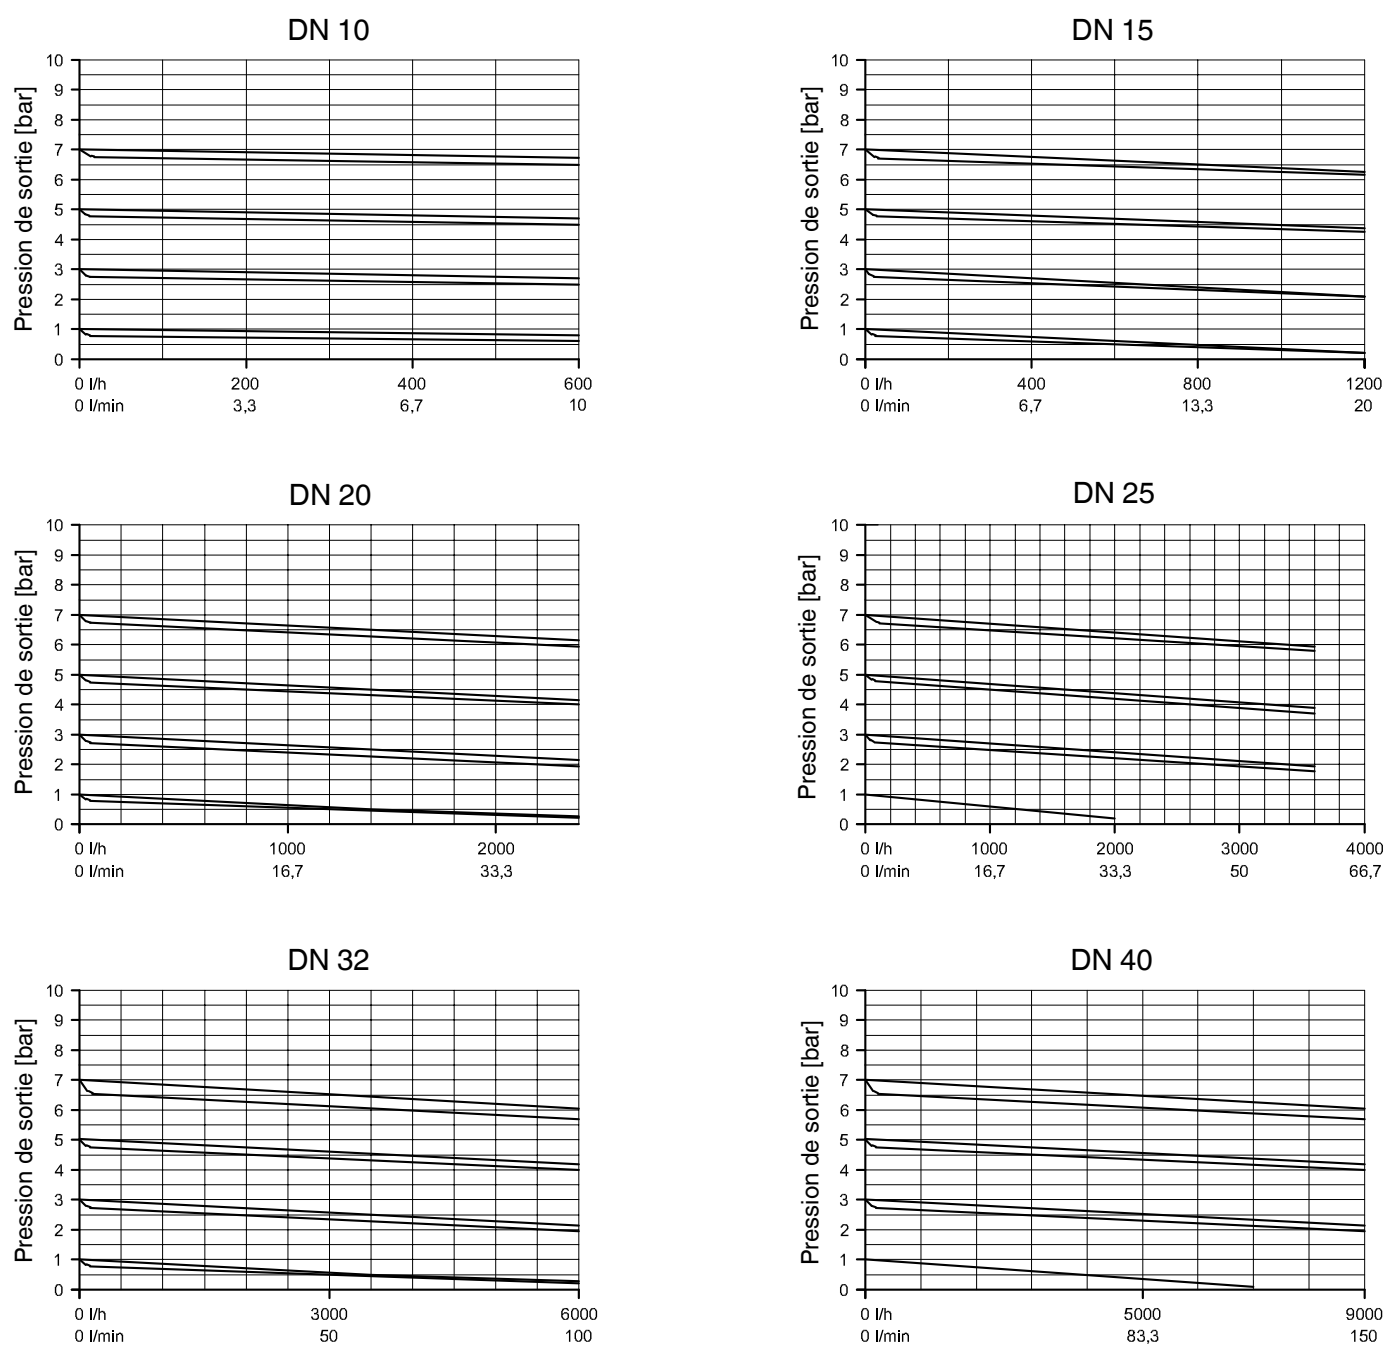 DN 10
Pression de sortie [bar]
10
9
8
7
6
5
4
3
2
1
0
0 l/h 200 400 600
0 l/min 3,3 6,7 10
DN 15
Pression de sortie [bar]
10
9
8
7
6
5
4
3
2
1
0
0 l/h 400 800 1200
0 l/min 6,7 13,3 20
DN 20
Pression de sortie [bar]
10
9
8
7
6
5
4
3
2
1
0
0 l/h 1000 2000
0 l/min 16,7 33,3
DN 25
Pression de sortie [bar]
10
9
8
7
6
5
4
3
2
1
0
0 l/h 1000 2000 3000 4000
0 l/min 16,7 33,3 50 66,7
DN 32
Pression de sortie [bar]
10
9
8
7
6
5
4
3
2
1
0
0 l/h 3000 6000
0 l/min 50 100
DN 40
Pression de sortie [bar]
10
9
8
7
6
5
4
3
2
1
0
0 l/h 5000 9000
0 l/min 83,3 150